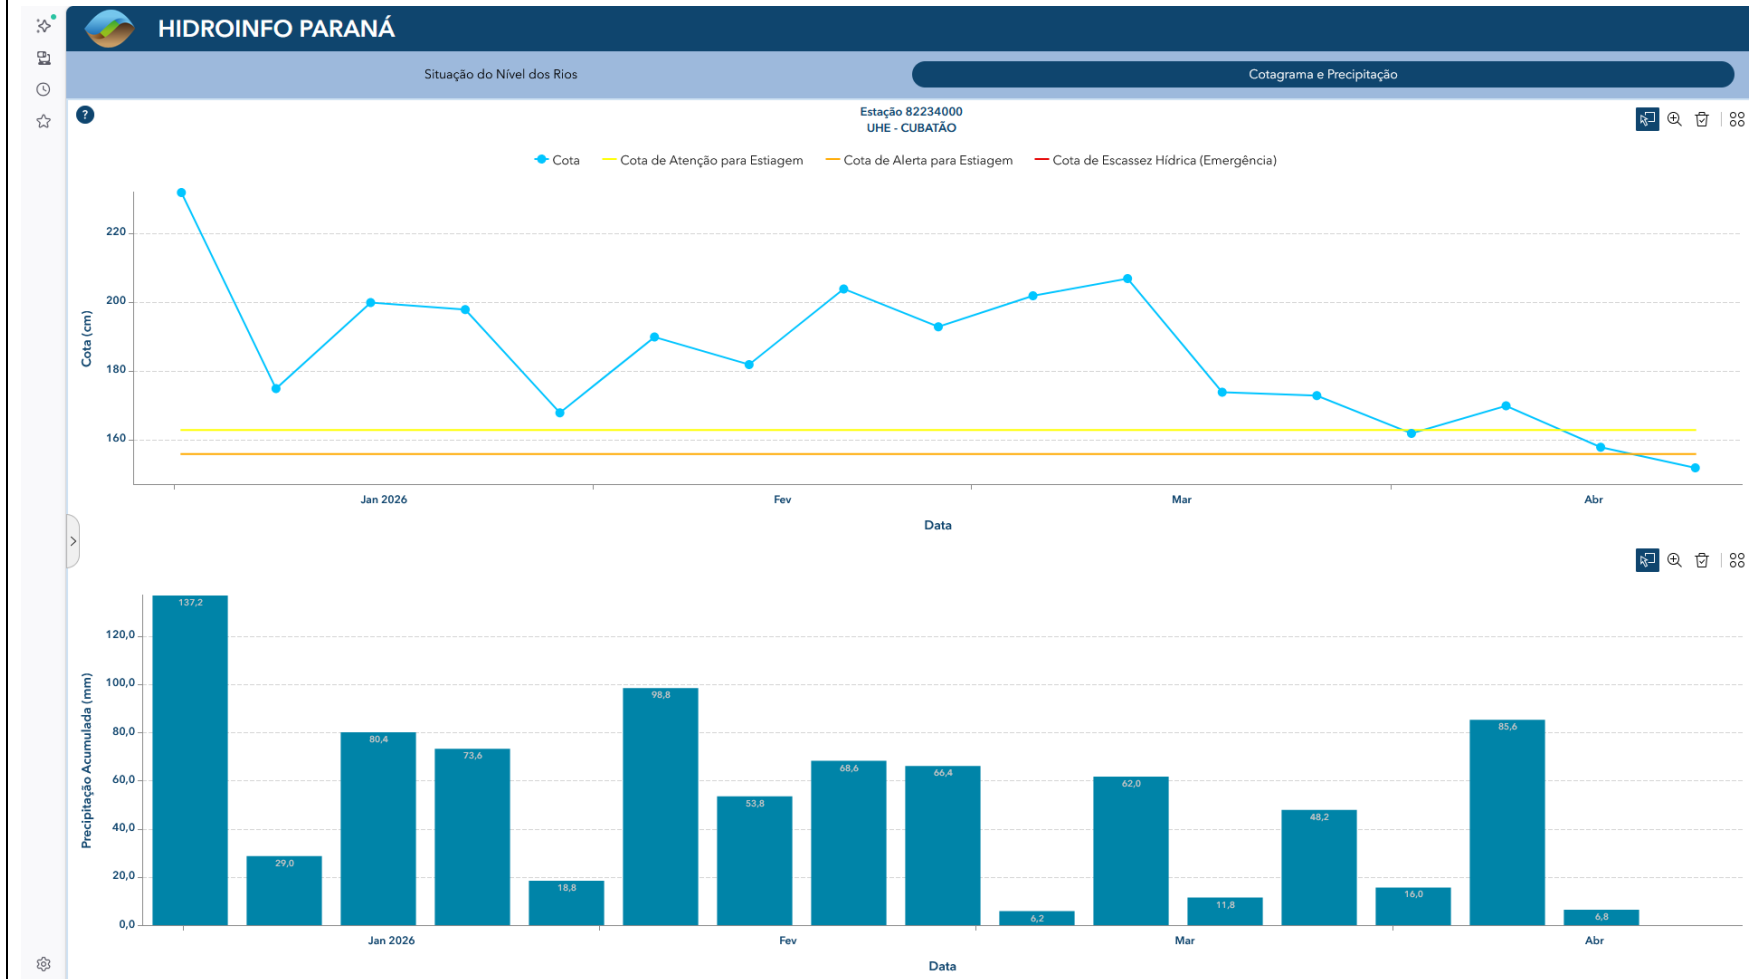 HIDROINFO PARANÁ
Situação do Nível dos Rios
Cotagrama e Precipitação
?
Estação 82234000
UHE - CUBATÃO
Cota
Cota de Atenção para Estiagem
Cota de Alerta para Estiagem
Cota de Escassez Hídrica (Emergência)
Cota (cm)
220
200
180
160
Jan 2026
Fev
Mar
Abr
Data
Precipitação Acumulada (mm)
120,0
100,0
80,0
60,0
40,0
20,0
0,0
137,2
29,0
80,4
73,6
18,8
98,8
53,8
68,6
66,4
6,2
62,0
11,8
48,2
16,0
85,6
6,8
Jan 2026
Fev
Mar
Abr
Data